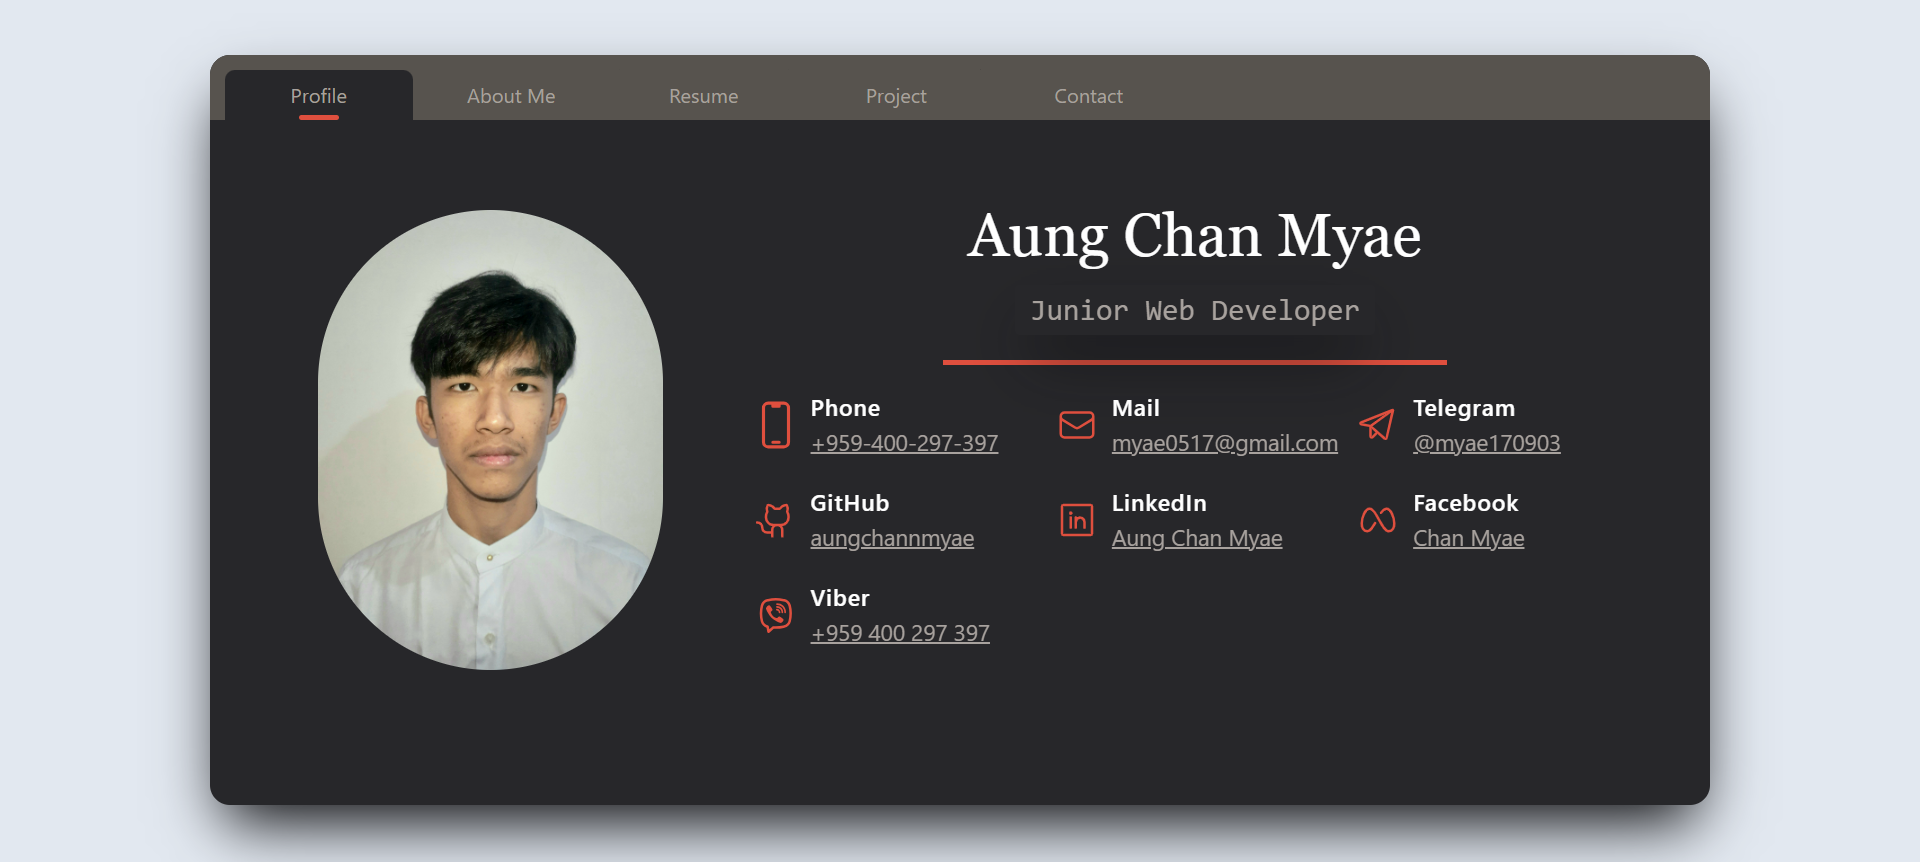 Profile
About Me
Resume
Project
Contact
Aung Chan Myae
Junior Web Developer
Phone
+959-400-297-397
Mail
myae0517@gmail.com
Telegram
@myae170903
GitHub
aungchannmyae
LinkedIn
Aung Chan Myae
Facebook
Chan Myae
Viber
+959 400 297 397